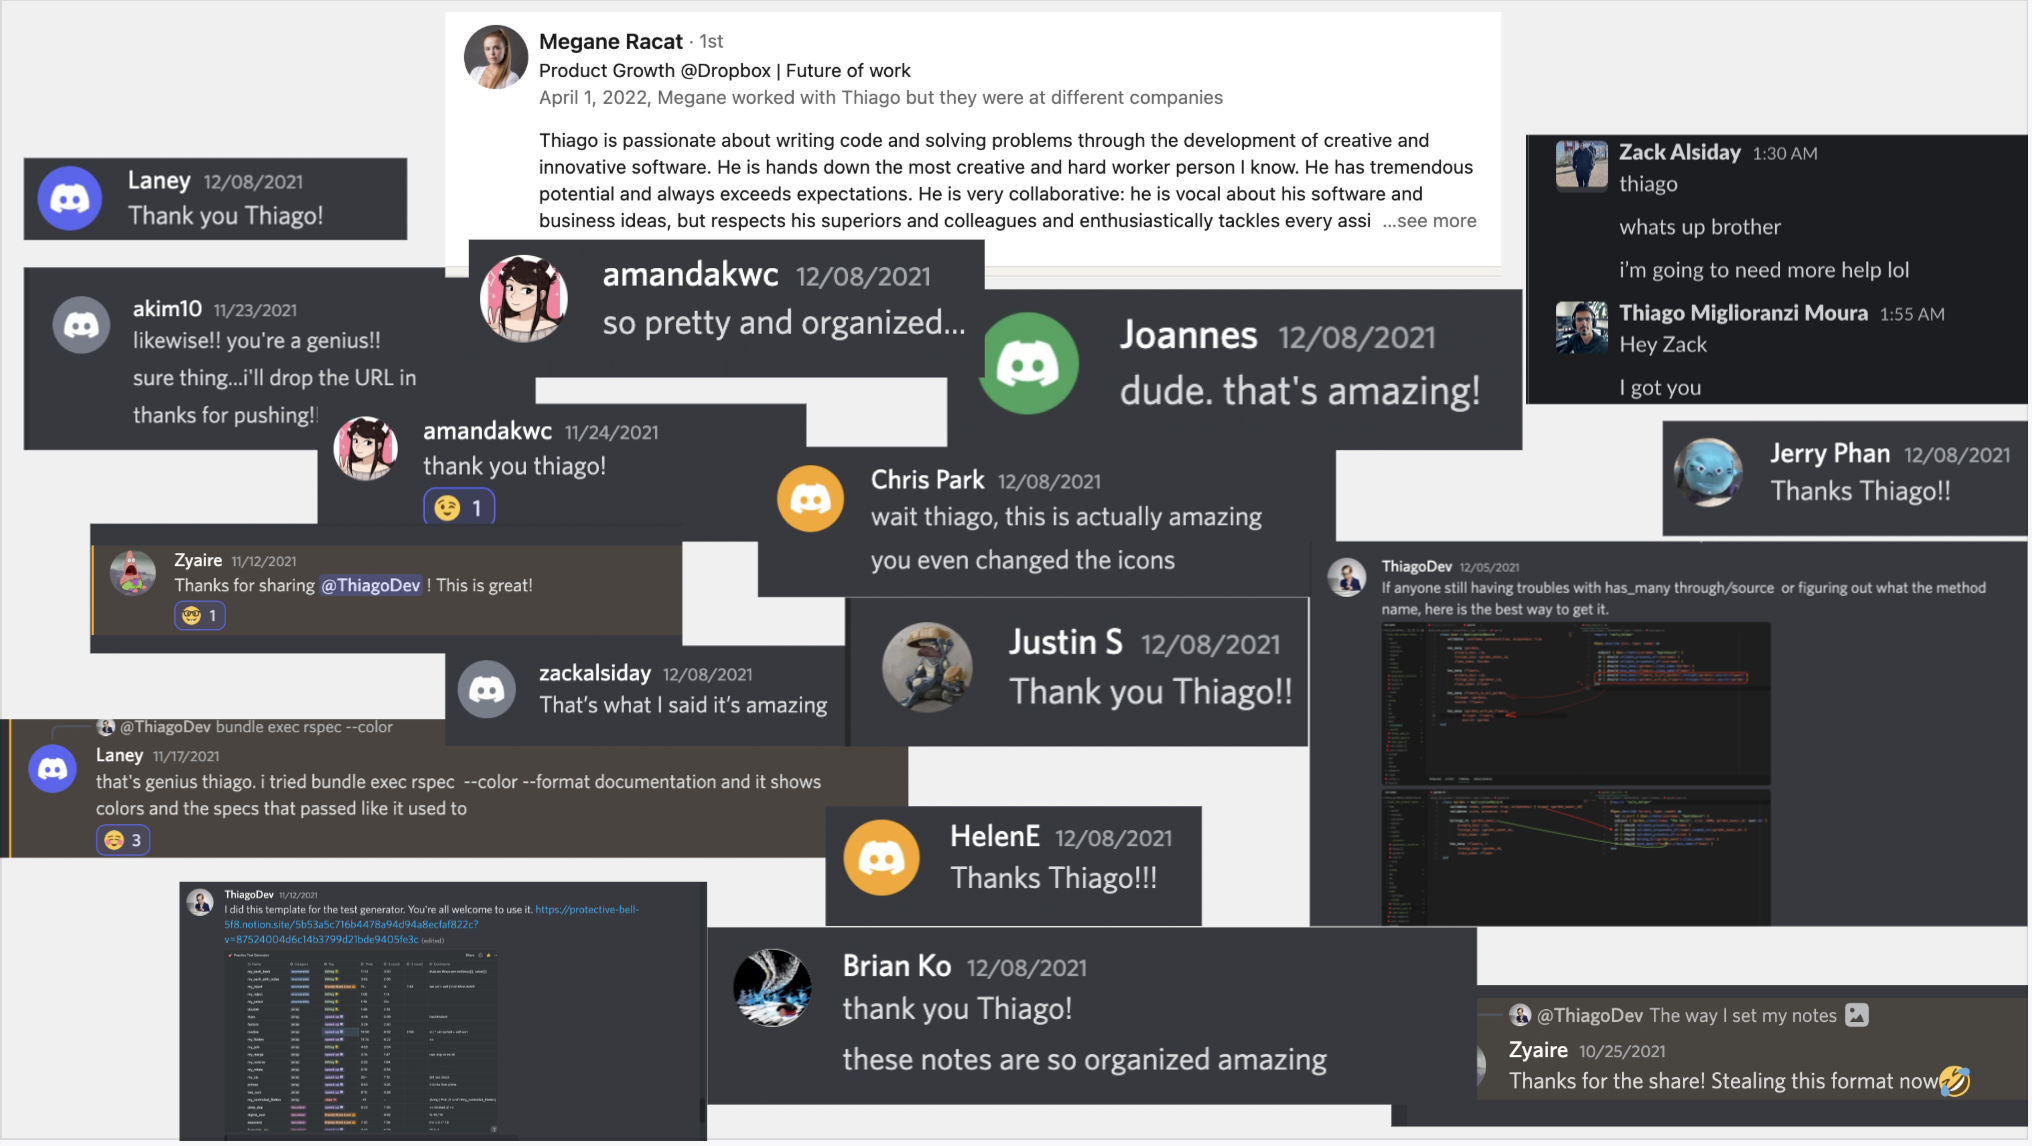 Megane Racat · 1st
Product Growth @Dropbox | Future of work
April 1, 2022, Megane worked with Thiago but they were at different companies
Thiago is passionate about writing code and solving problems through the development of creative and
innovative software. He is hands down the most creative and hard worker person I know. He has tremendous
potential and always exceeds expectations. He is very collaborative: he is vocal about his software and
business ideas, but respects his superiors and colleagues and enthusiastically tackles every assi ...see more
Laney 12/08/2021
Thank you Thiago!
Zack Alsiday 1:30 AM
thiago
whats up brother
i'm going to need more help lol
Thiago Miglioranzi Moura 1:55 AM
Hey Zack
I got you
akim10 11/23/2021
likewise!! you're a genius!!
sure thing...i'll drop the URL in
thanks for pushing!!
amandakwc 12/08/2021
so pretty and organized...
Joannes 12/08/2021
dude. that's amazing!
amandakwc 11/24/2021
thank you thiago!
😉 1
Chris Park 12/08/2021
wait thiago, this is actually amazing
you even changed the icons
Jerry Phan 12/08/2021
Thanks Thiago!!
Zyaire 11/12/2021
Thanks for sharing @ThiagoDev ! This is great!
🤓 1
ThiagoDev 12/05/2021
If anyone still having troubles with has_many through/source or figuring out what the method
name, here is the best way to get it.
Justin S 12/08/2021
Thank you Thiago!!
zackalsiday 12/08/2021
That's what I said it's amazing
@ThiagoDev bundle exec rspec --color
Laney 11/17/2021
that's genius thiago. i tried bundle exec rspec --color --format documentation and it shows
colors and the specs that passed like it used to
☺️ 3
HelenE 12/08/2021
Thanks Thiago!!!
ThiagoDev 11/12/2021
I did this template for the test generator. You're all welcome to use it. https://protective-bell-
5f8.notion.site/5b53a5c716b4478a94d94a8ecfaf822c?
v=87524004d6c14b3799d21bde9405fe3c (edited)
Brian Ko 12/08/2021
thank you Thiago!
these notes are so organized amazing
@ThiagoDev The way I set my notes
Zyaire 10/25/2021
Thanks for the share! Stealing this format now🤣